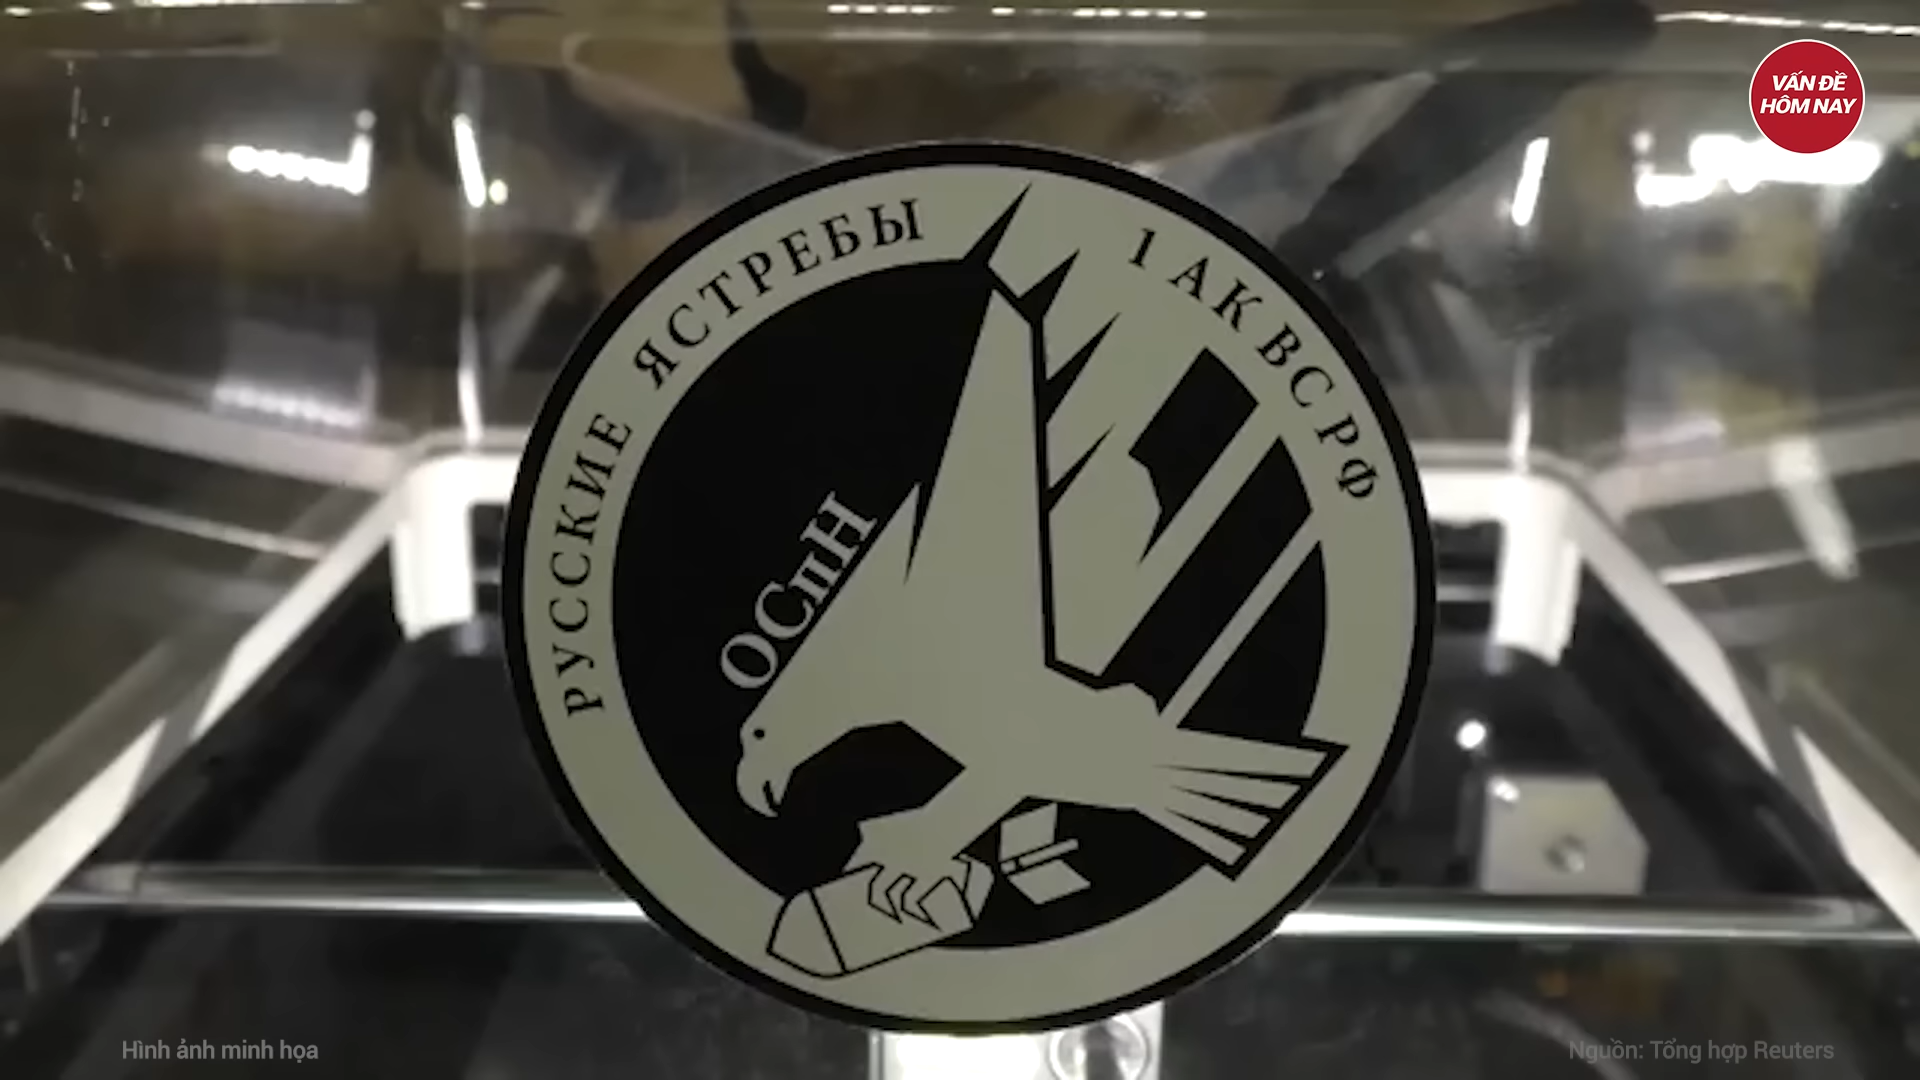 VẤN ĐỀ
HÔM NAY
РУССКИЕ ЯСТРЕБЫ
1 АК ВС РФ
ОСпН
Hình ảnh minh họa
Nguồn: Tổng hợp Reuters